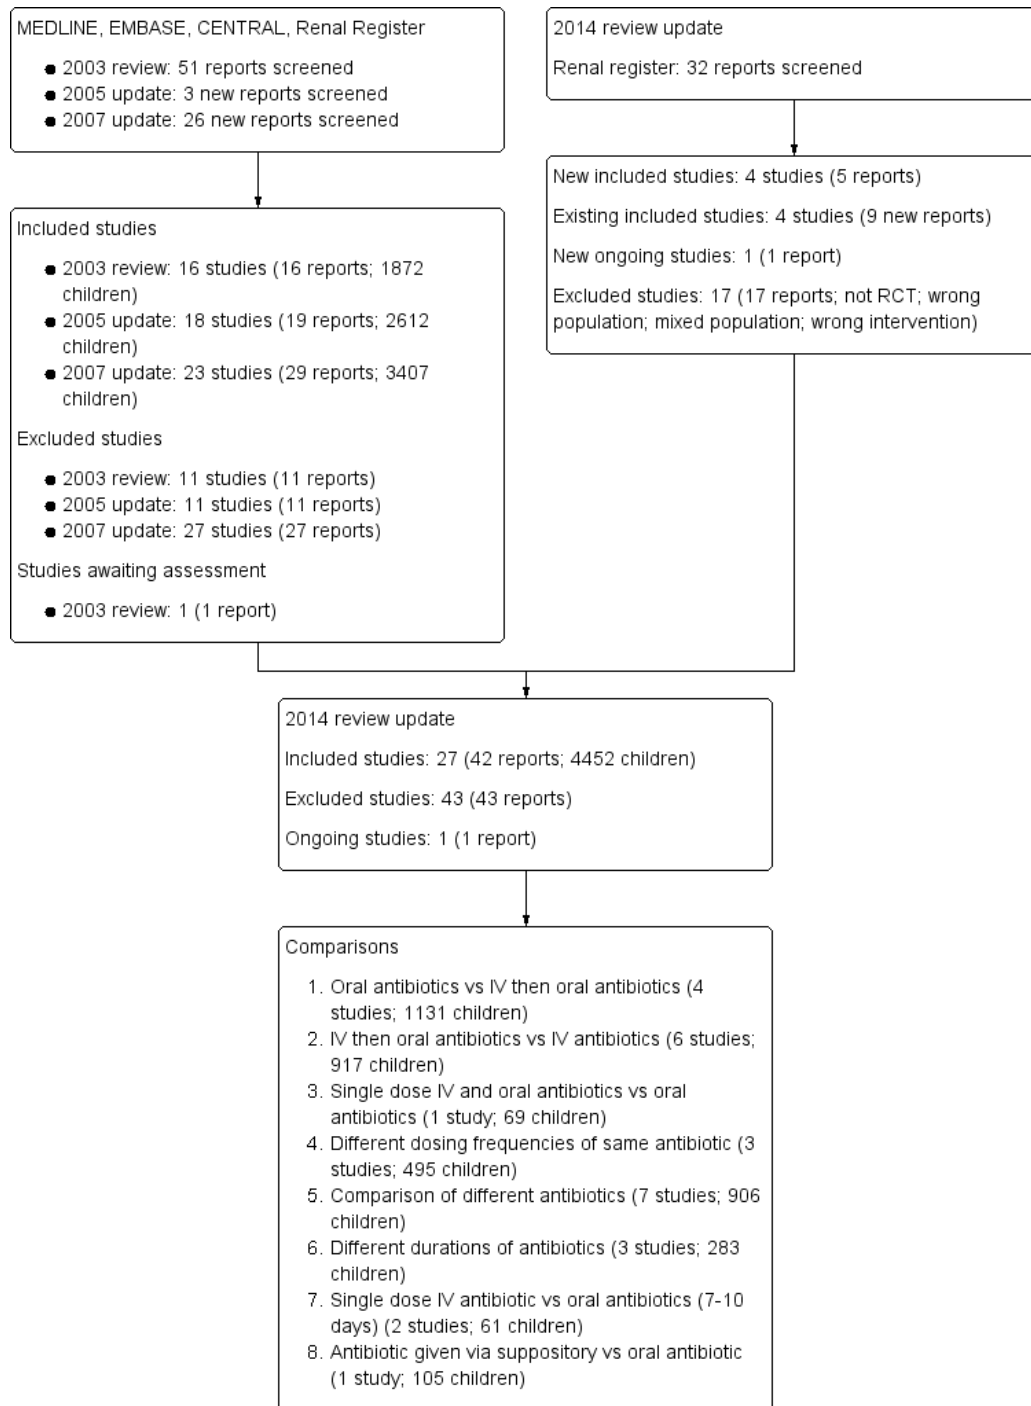 MEDLINE, EMBASE, CENTRAL, Renal Register
● 2003 review: 51 reports screened
● 2005 update: 3 new reports screened
● 2007 update: 26 new reports screened
2014 review update
Renal register: 32 reports screened
Included studies
● 2003 review: 16 studies (16 reports; 1872
children)
● 2005 update: 18 studies (19 reports; 2612
children)
● 2007 update: 23 studies (29 reports; 3407
children)
Excluded studies
● 2003 review: 11 studies (11 reports)
● 2005 update: 11 studies (11 reports)
● 2007 update: 27 studies (27 reports)
Studies awaiting assessment
● 2003 review: 1 (1 report)
New included studies: 4 studies (5 reports)
Existing included studies: 4 studies (9 new reports)
New ongoing studies: 1 (1 report)
Excluded studies: 17 (17 reports; not RCT; wrong
population; mixed population; wrong intervention)
2014 review update
Included studies: 27 (42 reports; 4452 children)
Excluded studies: 43 (43 reports)
Ongoing studies: 1 (1 report)
Comparisons
1. Oral antibiotics vs IV then oral antibiotics (4
studies; 1131 children)
2. IV then oral antibiotics vs IV antibiotics (6 studies;
917 children)
3. Single dose IV and oral antibiotics vs oral
antibiotics (1 study; 69 children)
4. Different dosing frequencies of same antibiotic (3
studies; 495 children)
5. Comparison of different antibiotics (7 studies; 906
children)
6. Different durations of antibiotics (3 studies; 283
children)
7. Single dose IV antibiotic vs oral antibiotics (7-10
days) (2 studies; 61 children)
8. Antibiotic given via suppository vs oral antibiotic
(1 study; 105 children)